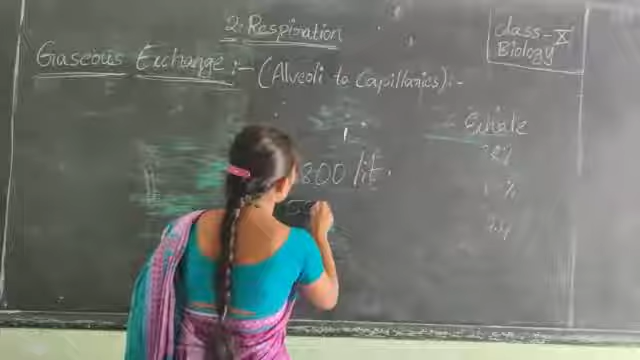 2. Respiration
class-X
Biology
Gaseous Exchange:- (Alveoli to Capillaries):-
Exhale
800 lit.